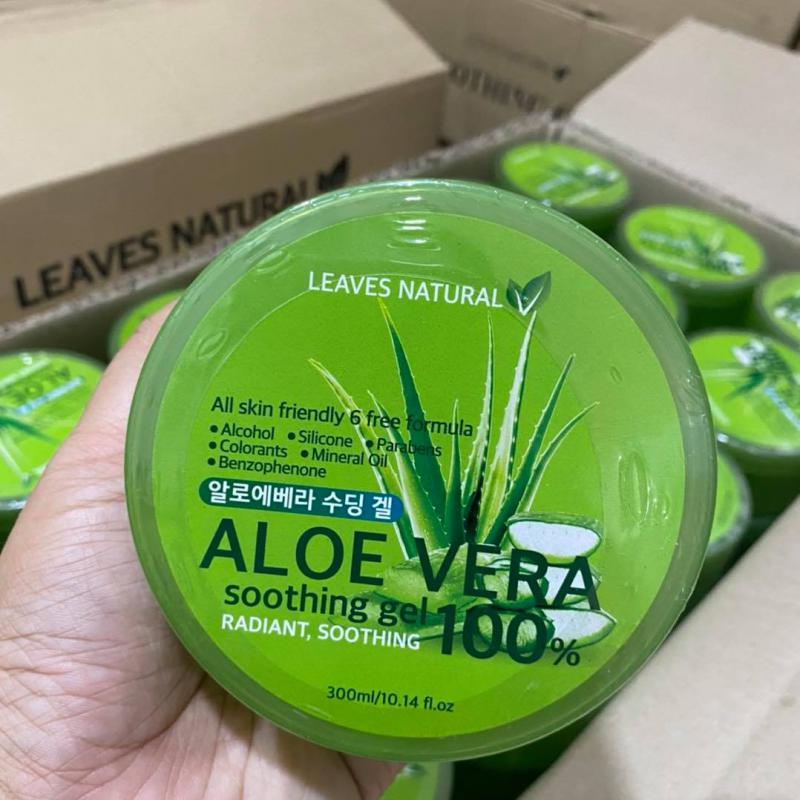 LEAVES NATURAL
LEAVES NATURAL
All skin friendly 6 free formula
• Alcohol • Silicone • Parabens
• Colorants • Mineral Oil
• Benzophenone
알로에베라 수딩 겔
ALOE VERA
soothing gel 100%
RADIANT, SOOTHING
300ml/10.14 fl.oz
ALOE